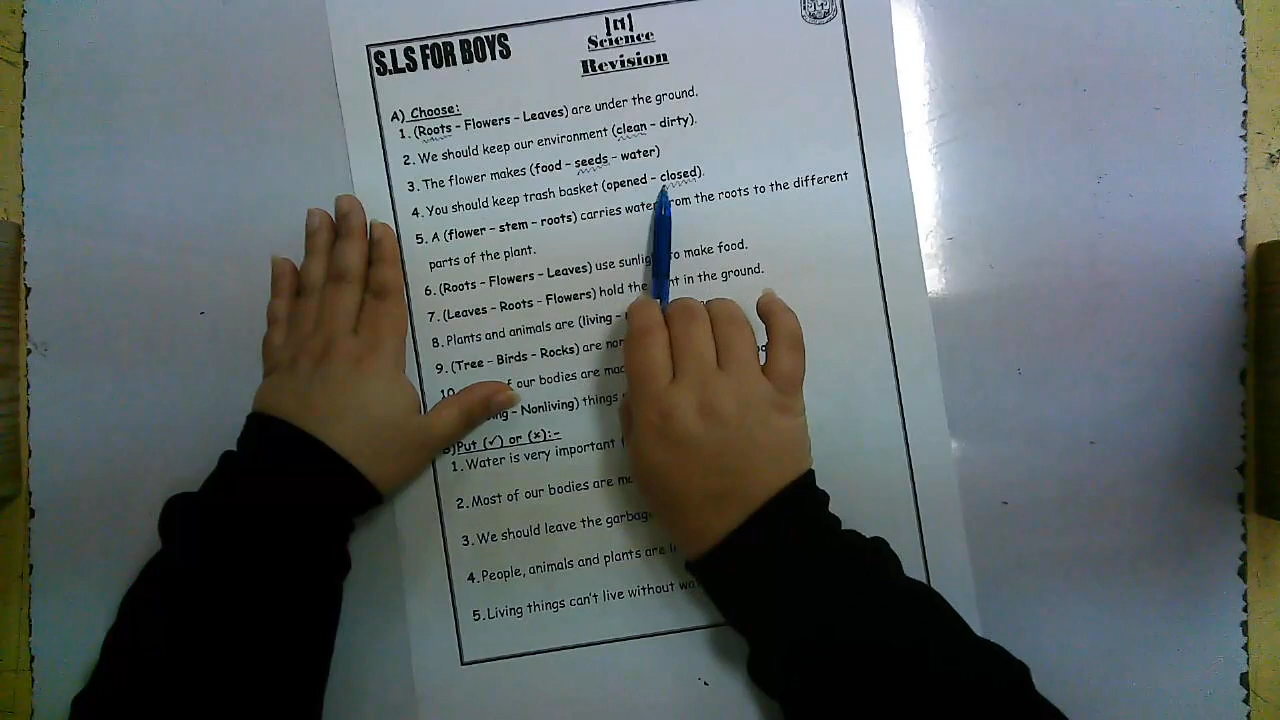 S.L.S FOR BOYS
[1]
Science
Revision
A) Choose:
1. (Roots - Flowers - Leaves) are under the ground.
2. We should keep our environment (clean - dirty).
3. The flower makes (food - seeds - water)
4. You should keep trash basket (opened - closed).
5. A (flower - stem - roots) carries water from the roots to the different
parts of the plant.
6. (Roots - Flowers - Leaves) use sunlight to make food.
7. (Leaves - Roots - Flowers) hold the in the ground.
8. Plants and animals are (living -
9. (Tree - Birds - Rocks) are
10. our bodies are
- Nonliving) things
Put (✓) or (×):-
1. Water is very important
2. Most of our bodies are
3. We should leave the
4. People, animals and plants are
5. Living things can't live without